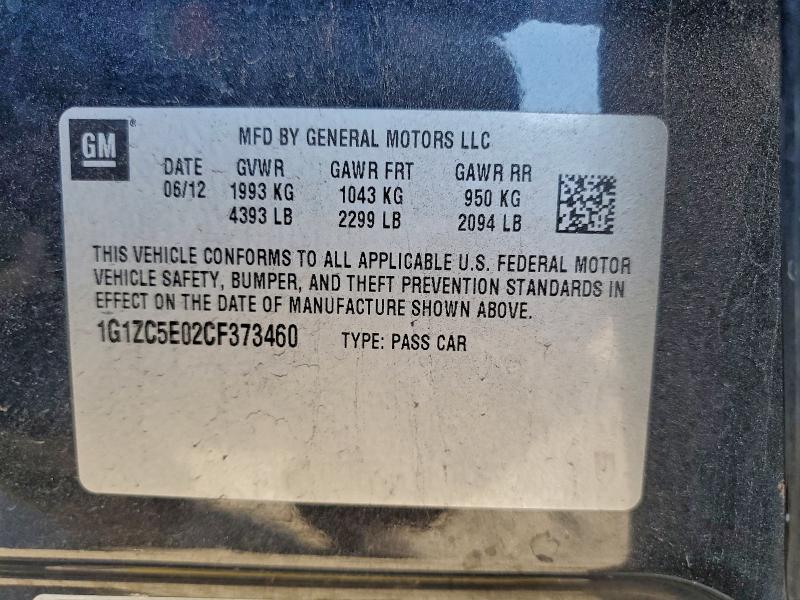 GM®
MFD BY GENERAL MOTORS LLC
DATE GVWR GAWR FRT GAWR RR
06/12 1993 KG 1043 KG 950 KG
4393 LB 2299 LB 2094 LB
THIS VEHICLE CONFORMS TO ALL APPLICABLE U.S. FEDERAL MOTOR
VEHICLE SAFETY, BUMPER, AND THEFT PREVENTION STANDARDS IN
EFFECT ON THE DATE OF MANUFACTURE SHOWN ABOVE.
1G1ZC5E02CF373460 TYPE: PASS CAR